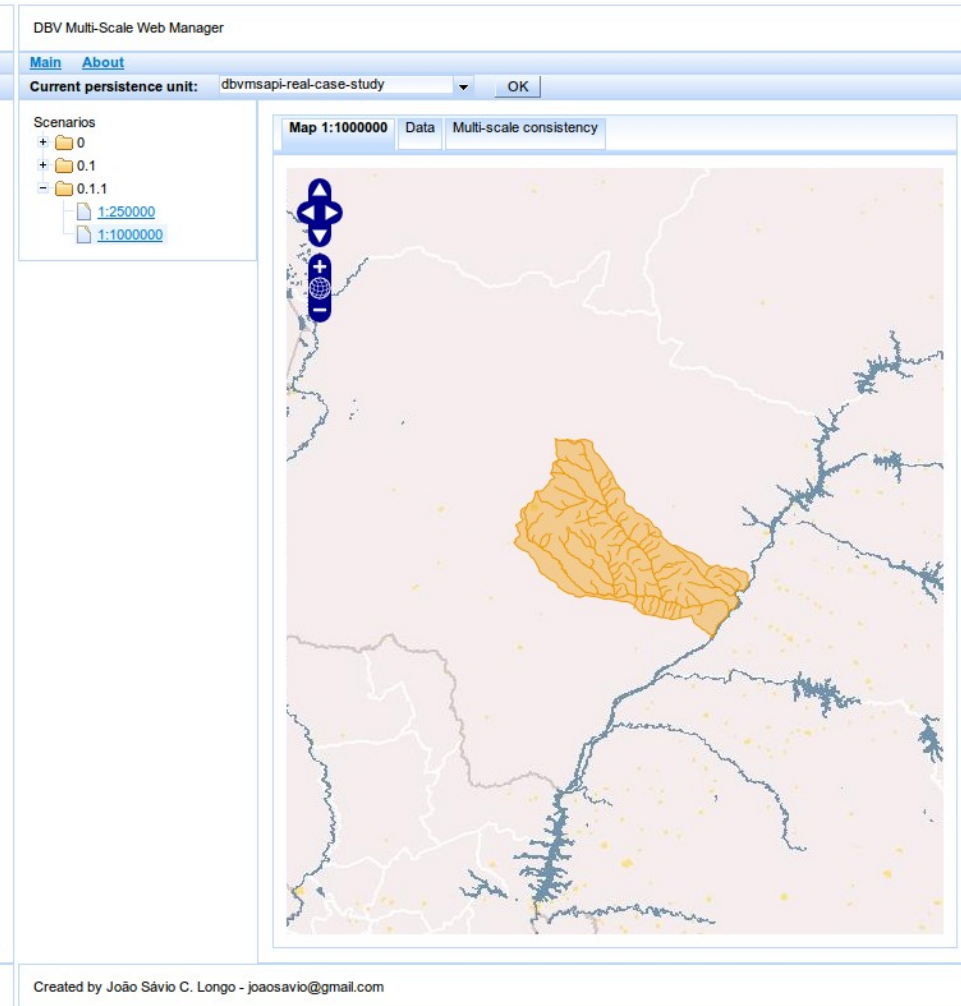 DBV Multi-Scale Web Manager
Main About
Current persistence unit: dbvmsapi-real-case-study OK
Scenarios
0
0.1
0.1.1
1:250000
1:1000000
Map 1:1000000 Data Multi-scale consistency
Created by João Sávio C. Longo - joaosavio@gmail.com